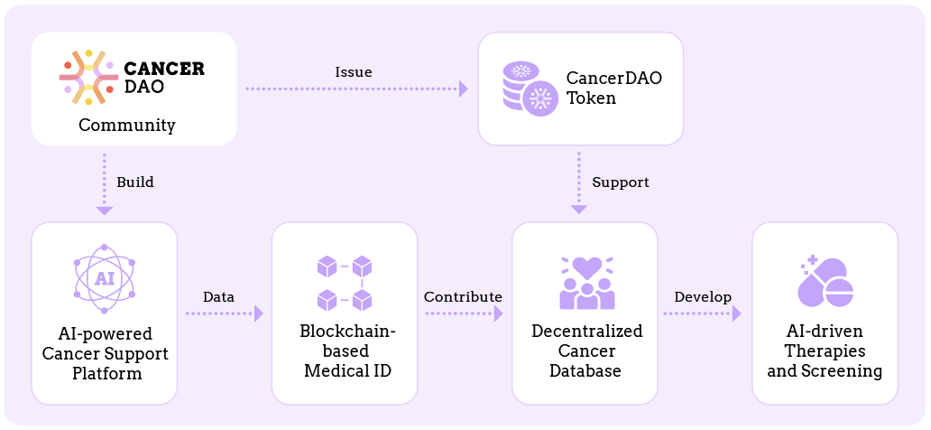 CANCER
DAO
Community
Issue
CancerDAO
Token
Build
Support
AI
AI-powered
Cancer Support
Platform
Data
Blockchain-
based
Medical ID
Contribute
Decentralized
Cancer
Database
Develop
AI-driven
Therapies
and Screening